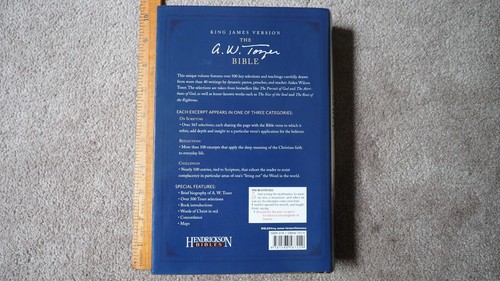 KING JAMES VERSION
THE
A.W. Tozer
BIBLE
This unique volume features over 500 key selections and teachings carefully drawn
from more than 40 writings by dynamic pastor, preacher, and teacher Aiden Wilson
Tozer. The selections are taken from bestsellers like The Pursuit of God and The Attri-
butes of God, as well as lesser-known works such as The Size of the Soul and The Root of
the Righteous.
EACH EXCERPT APPEARS IN ONE OF THREE CATEGORIES:
On Scripture
• Over 365 selections, each sharing the page with the Bible verse to which it
refers, add depth and insight to a particular verse's application for the believer.
Reflections
• More than 100 excerpts that apply the deep meaning of the Christian faith
to everyday life.
Challenges
• Nearly 100 entries, tied to Scripture, that exhort the reader to resist
complacency in particular areas of one's "living out" the Word in the world.
SPECIAL FEATURES:
• Brief biography of A. W. Tozer
• Over 500 Tozer selections
• Book introductions
• Words of Christ in red
• Concordance
• Maps
HENDRICKSON
BIBLES